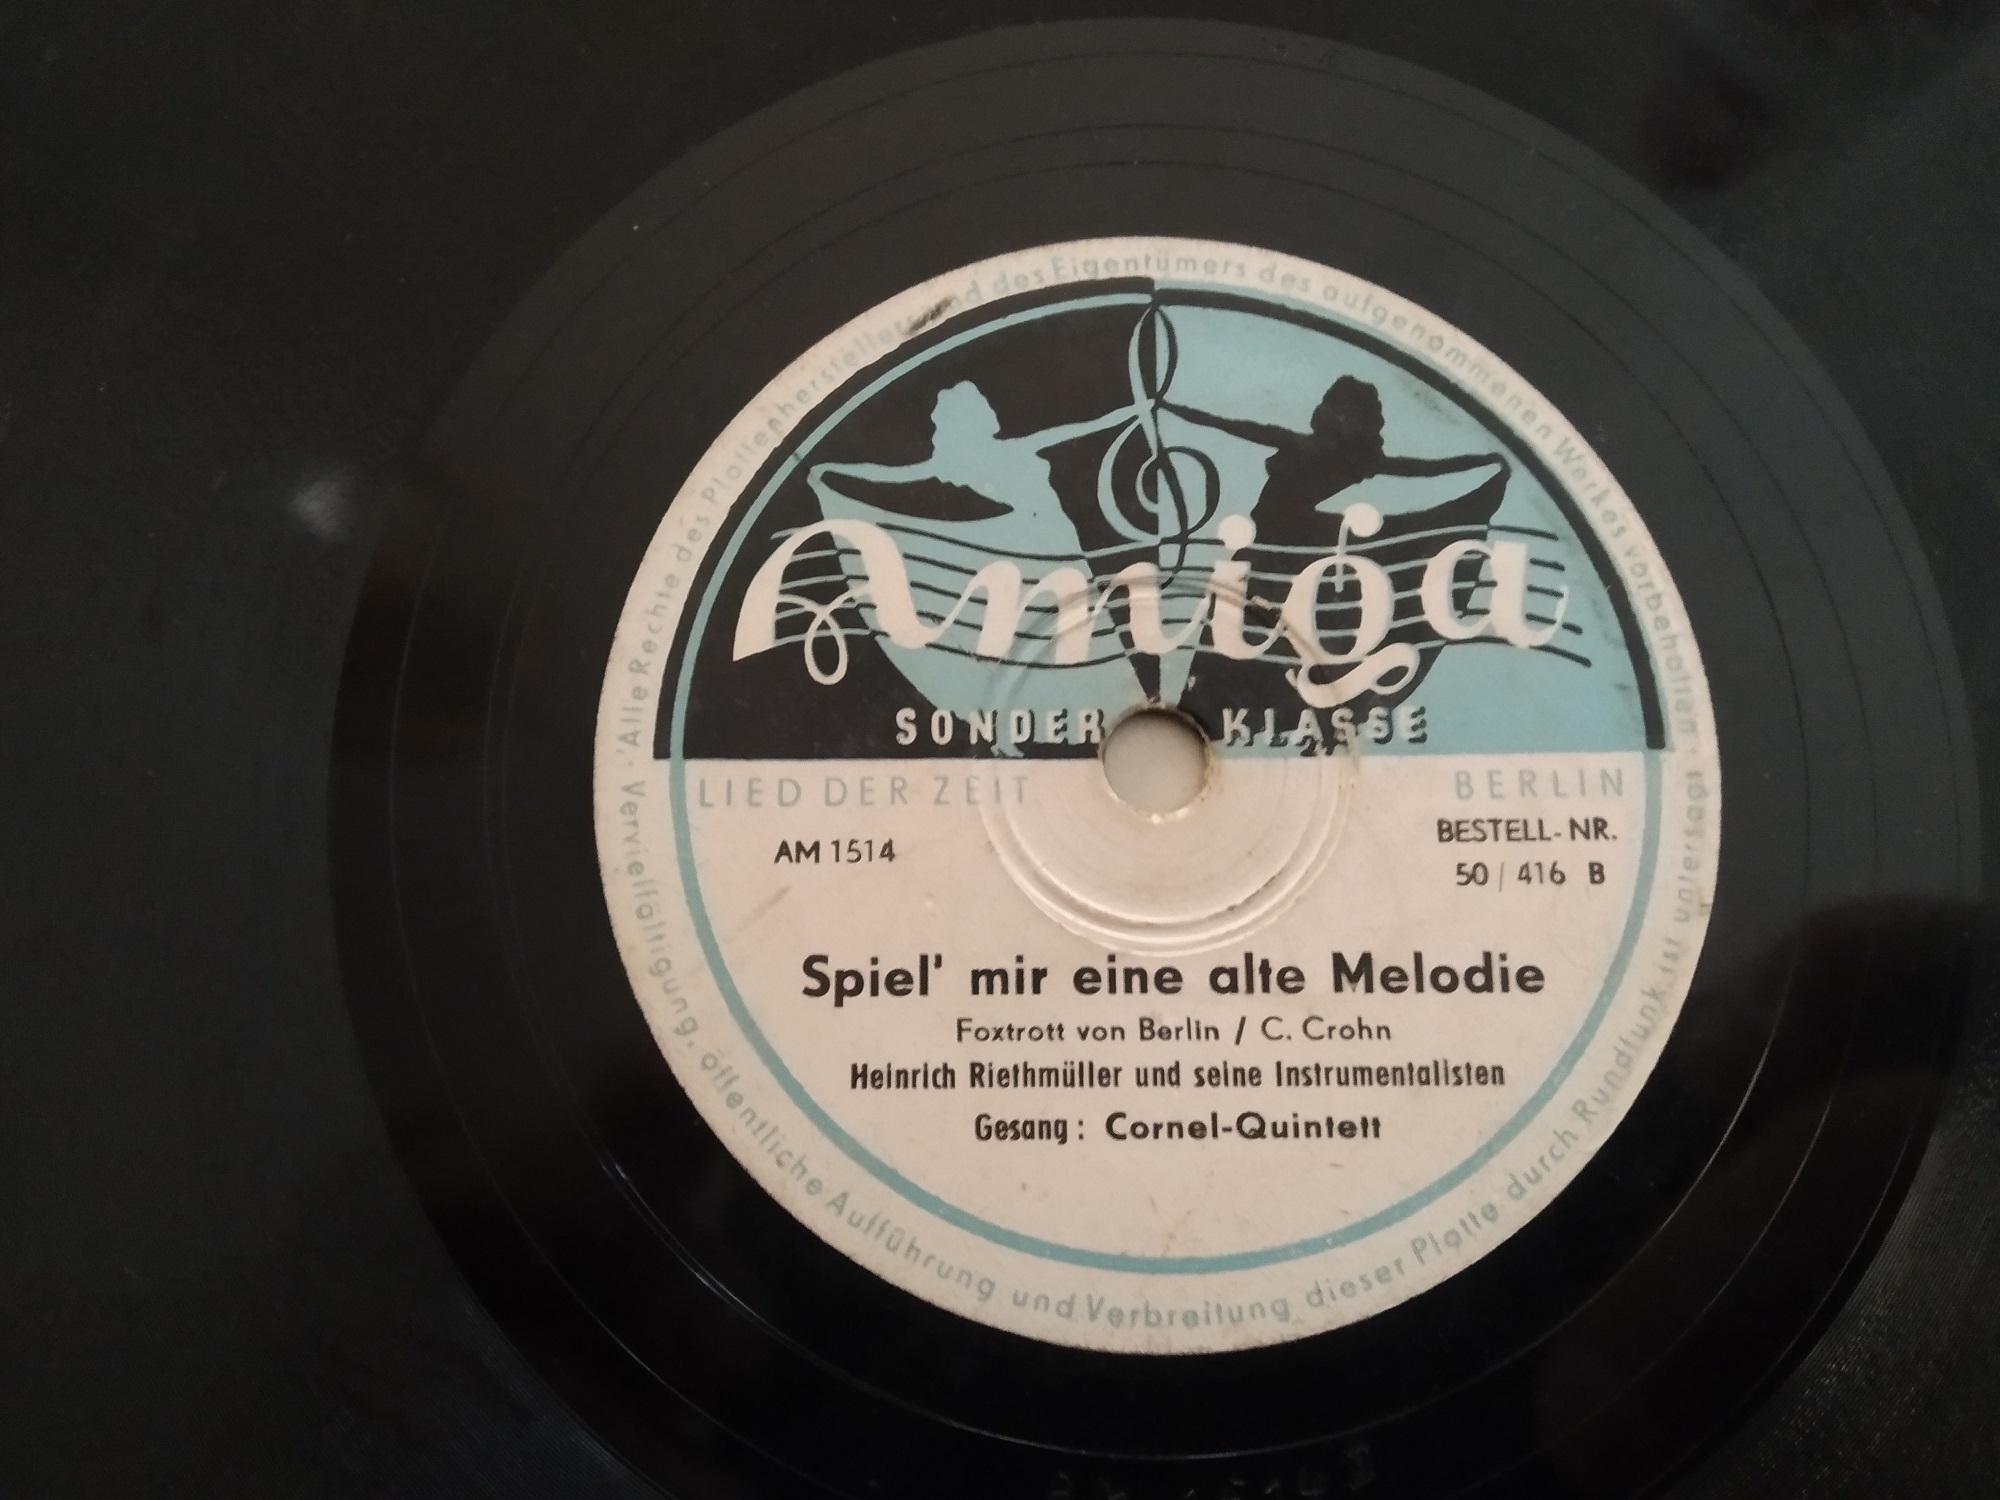 Alle Rechte des Plattenherstellers und des Eigentümers des aufgenommenen Werkes vorbehalten · untersagt
Amiga
SONDER KLASSE
LIED DER ZEIT BERLIN
AM 1514
BESTELL-NR.
50 / 416 B
Spiel' mir eine alte Melodie
Foxtrott von Berlin / C. Crohn
Heinrich Riethmüller und seine Instrumentalisten
Gesang: Cornel-Quintett
Vervielfältigung, öffentliche Aufführung und Verbreitung dieser Platte durch Rundfunk ist